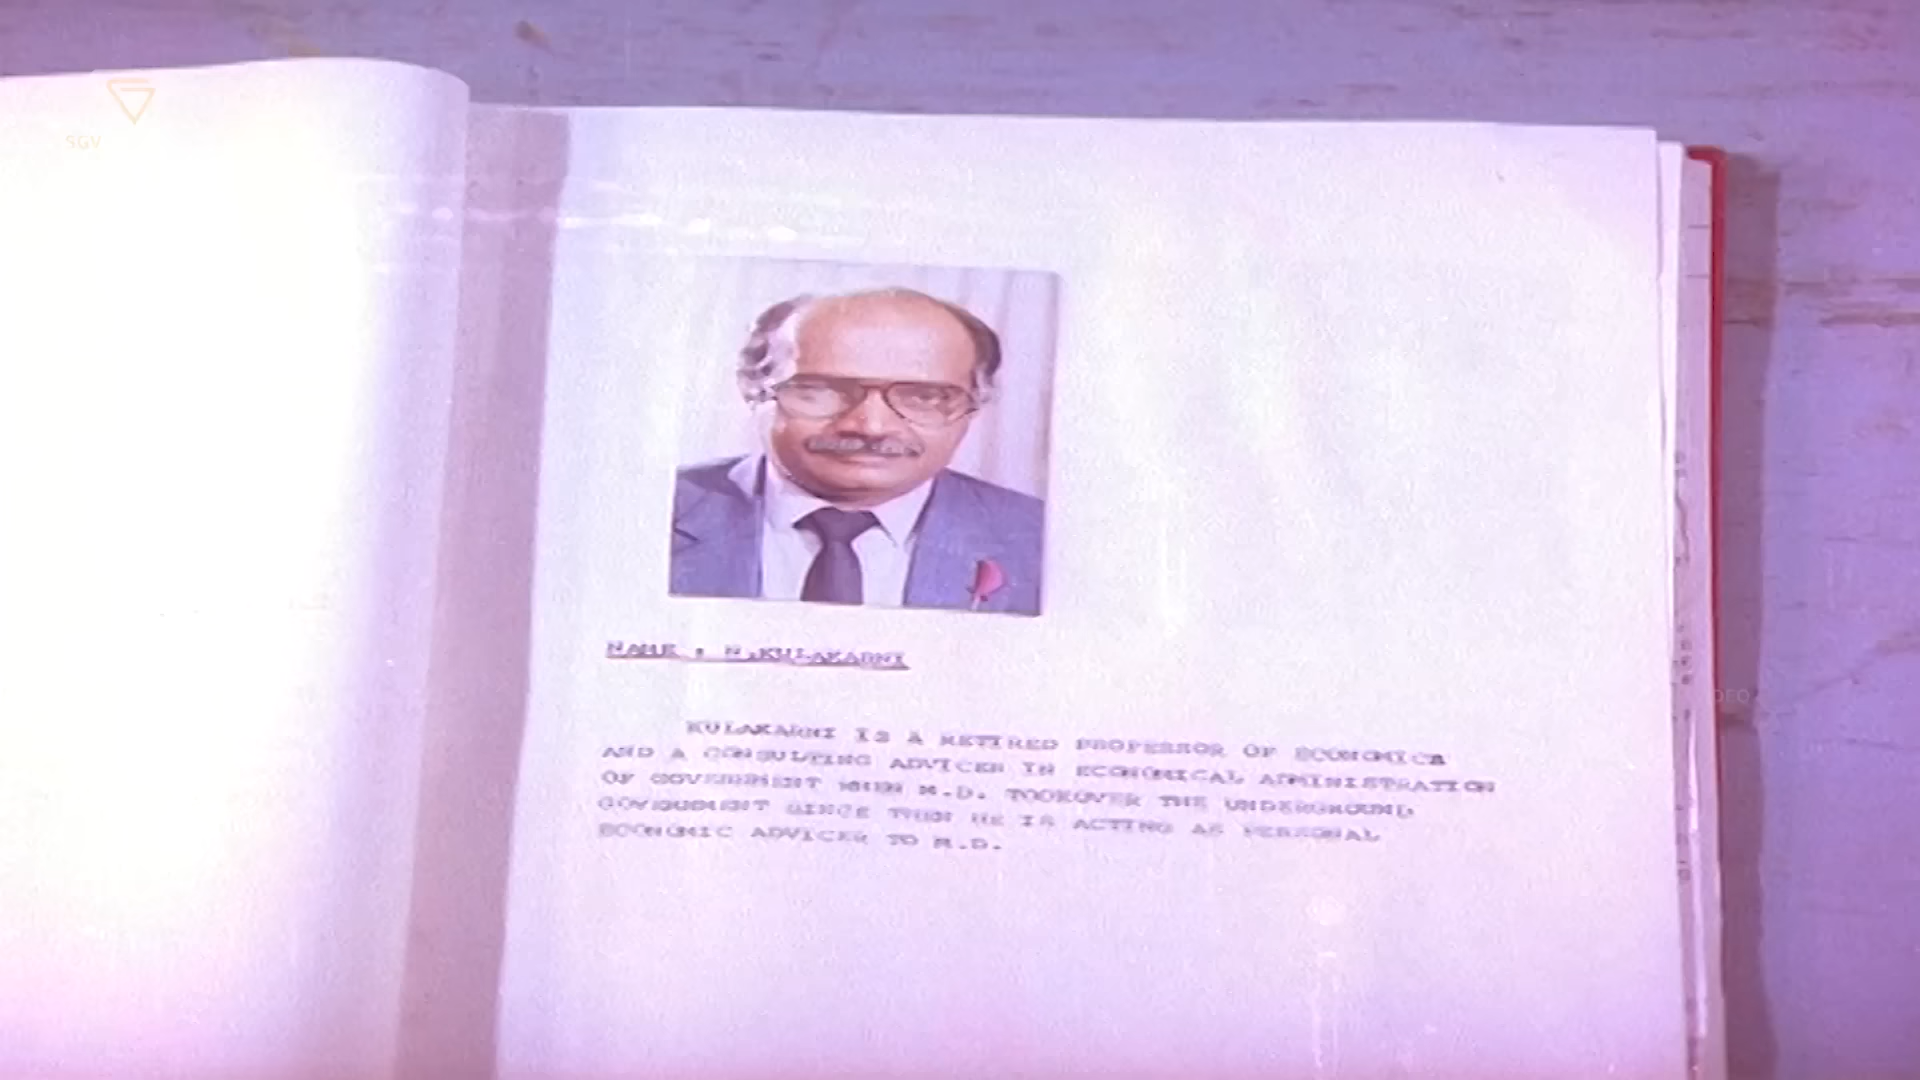 SGV
NAME : N.KULAKARNI
KULAKARNI IS A RETIRED PROFESSOR OF ECONOMICS
AND A CONSULTING ADVICER IN ECONOMICAL ADMINISTRATION
OF GOVERNMENT WHEN M.D. TOOKOVER THE UNDERGROUND
GOVERNMENT SINCE THEN HE IS ACTING AS PERSONAL
ECONOMIC ADVICER TO M.D.
pro